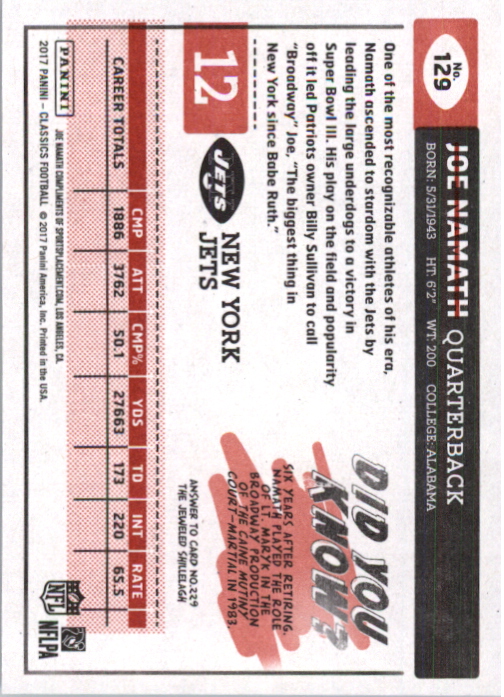 No.
129
JOE NAMATH QUARTERBACK
BORN: 5/31/1943 HT: 6'2" WT: 200 COLLEGE: ALABAMA
One of the most recognizable athletes of his era,
Namath ascended to stardom with the Jets by
leading the large underdogs to a victory in
Super Bowl III. His play on the field and popularity
off it led Patriots owner Billy Sullivan to call
"Broadway" Joe, "The biggest thing in
New York since Babe Ruth."
DID YOU
KNOW?
SIX YEARS AFTER RETIRING,
NAMATH PLAYED THE ROLE
OF LT. MARYK IN THE
BROADWAY PRODUCTION
OF THE CAINE MUTINY
COURT-MARTIAL IN 1983.
ANSWER TO CARD NO.229
THE JEWELED SHILLELAGH
12
JETS
NEW YORK
JETS
CMP ATT CMP% YDS TD INT RATE
CAREER TOTALS 1886 3762 50.1 27663 173 220 65.5
PANINI
JOE NAMATH COMPLIMENTS OF SPORTSPLACEMENT.COM, LOS ANGELES, CA.
2017 PANINI - CLASSICS FOOTBALL © 2017 Panini America, Inc. Printed in the USA.
NFL
NFLPA